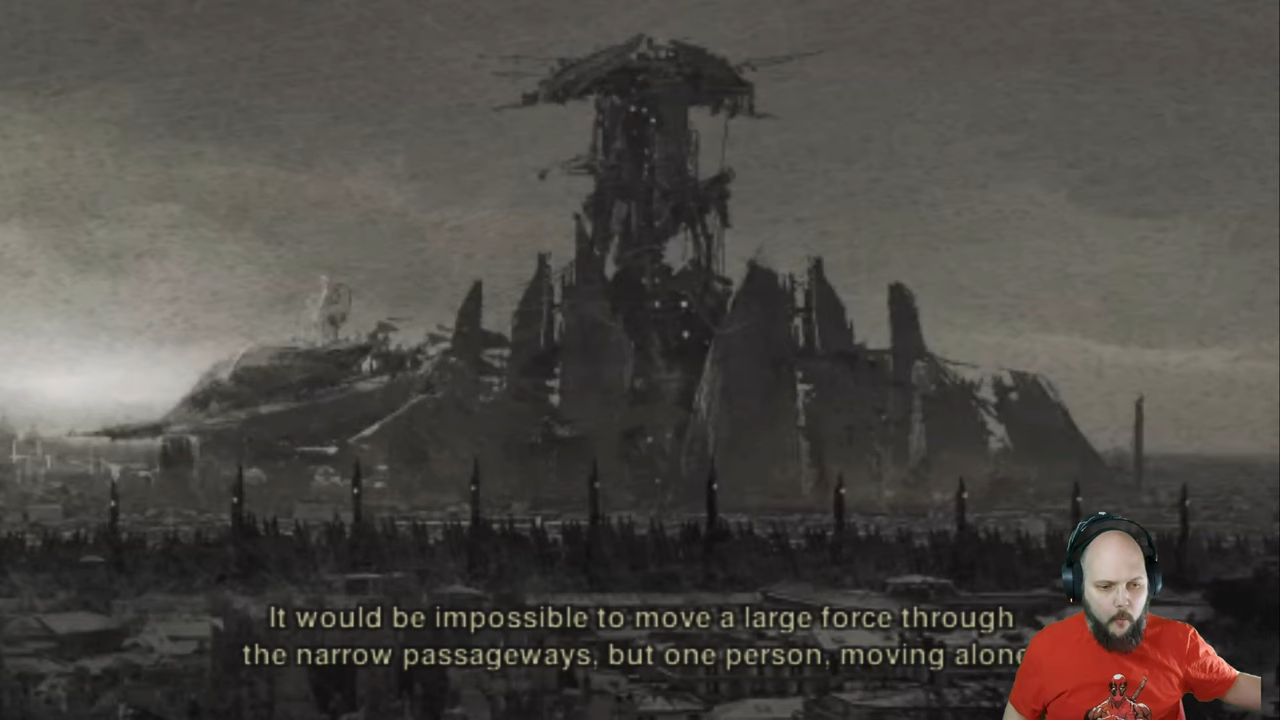 It would be impossible to move a large force through
the narrow passageways, but one person, moving alone